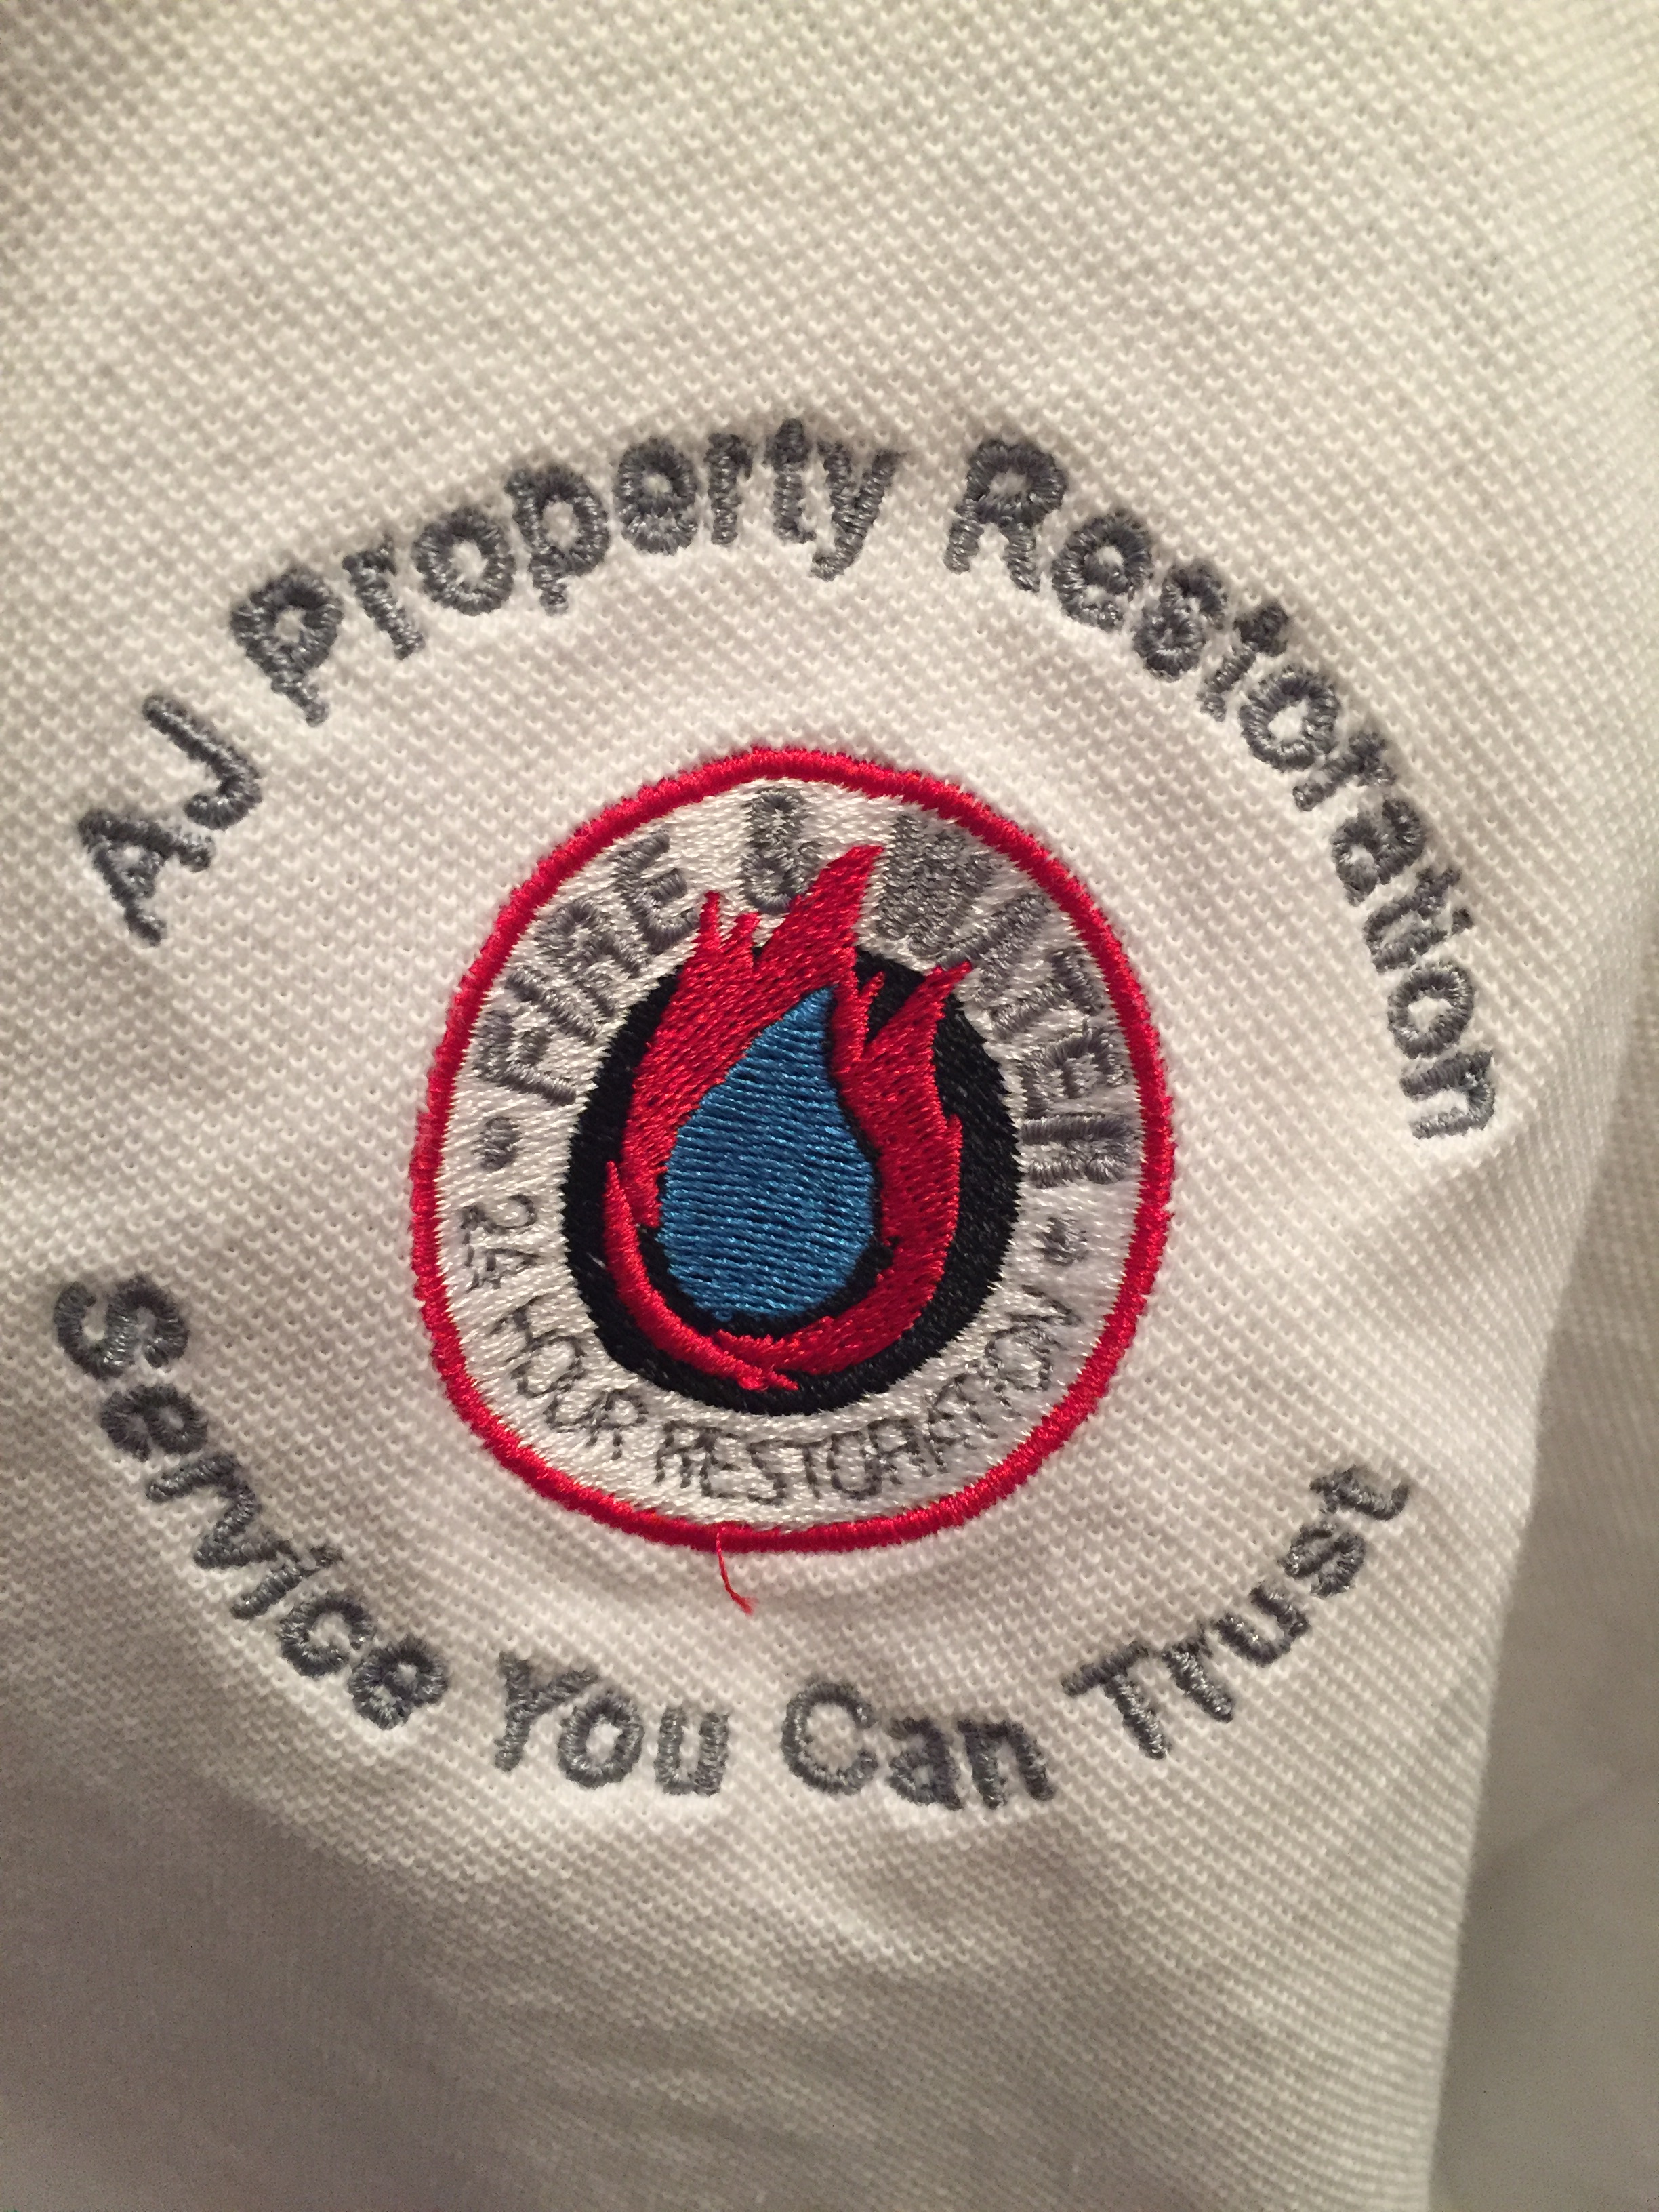 AJ Property Restoration
FIRE & WATER
• 24 HOUR RESTORATION •
Service You Can Trust